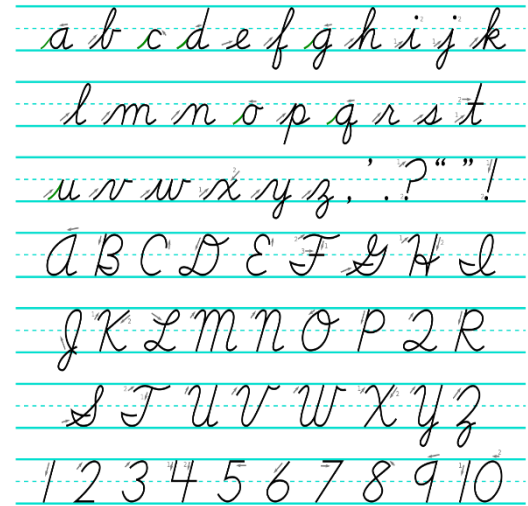 a b c d e f g h i j k
l m n o p q r s t
u v w x y z , ’ . ? “ ” !
A B C D E F G H I
J K L M N O P Q R
S T U V W X Y Z
1 2 3 4 5 6 7 8 9 10